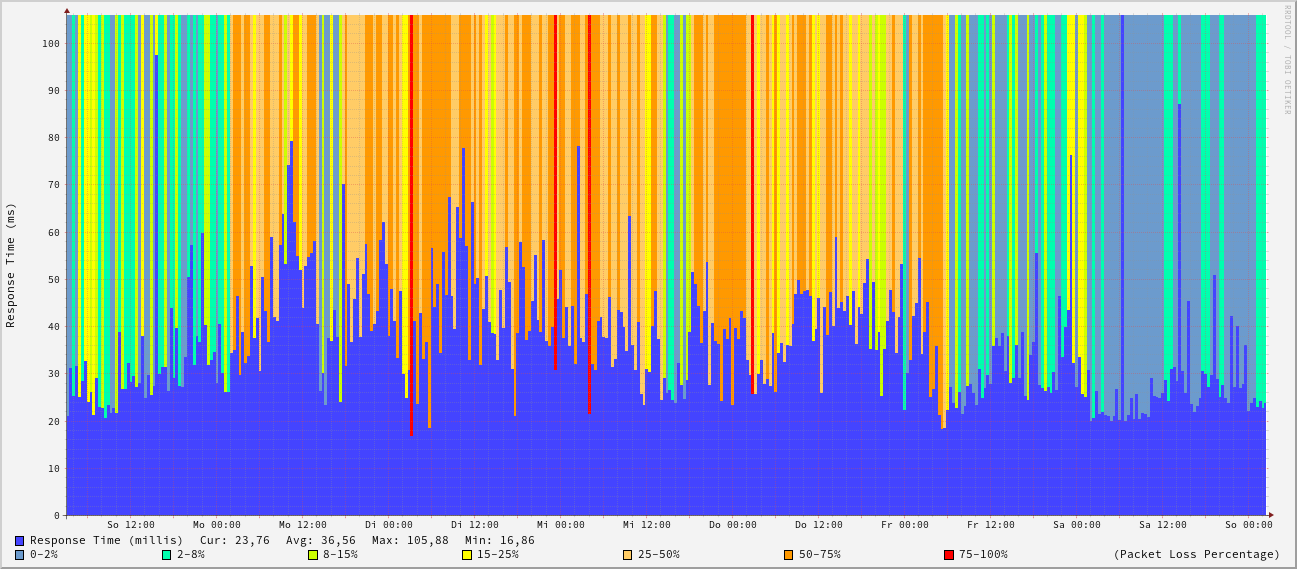 RRDTOOL / TOBI OETIKER
Response Time (ms)
100
90
80
70
60
50
40
30
20
10
0
So 12:00 Mo 00:00 Mo 12:00 Di 00:00 Di 12:00 Mi 00:00 Mi 12:00 Do 00:00 Do 12:00 Fr 00:00 Fr 12:00 Sa 00:00 Sa 12:00 So 00:00
Response Time (millis) Cur: 23,76 Avg: 36,56 Max: 105,88 Min: 16,86
0-2% 2-8% 8-15% 15-25% 25-50% 50-75% 75-100% (Packet Loss Percentage)